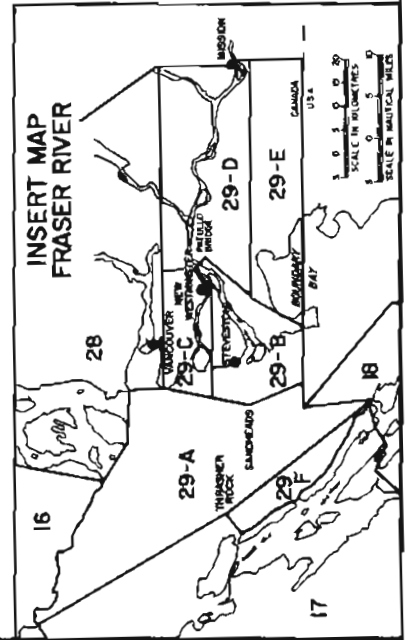 INSERT MAP
FRASER RIVER
16
28
29-A
THRASHER
ROCK
SANDHEADS
29-F
17
18
VANCOUVER
29-C
NEW
WESTMINSTER
PATULLO
BRIDGE
STEVESTON
29-B
29-D
29-E
MISSION
BOUNDARY
BAY
CANADA
USA
SCALE IN KILOMETRES
SCALE IN NAUTICAL MILES